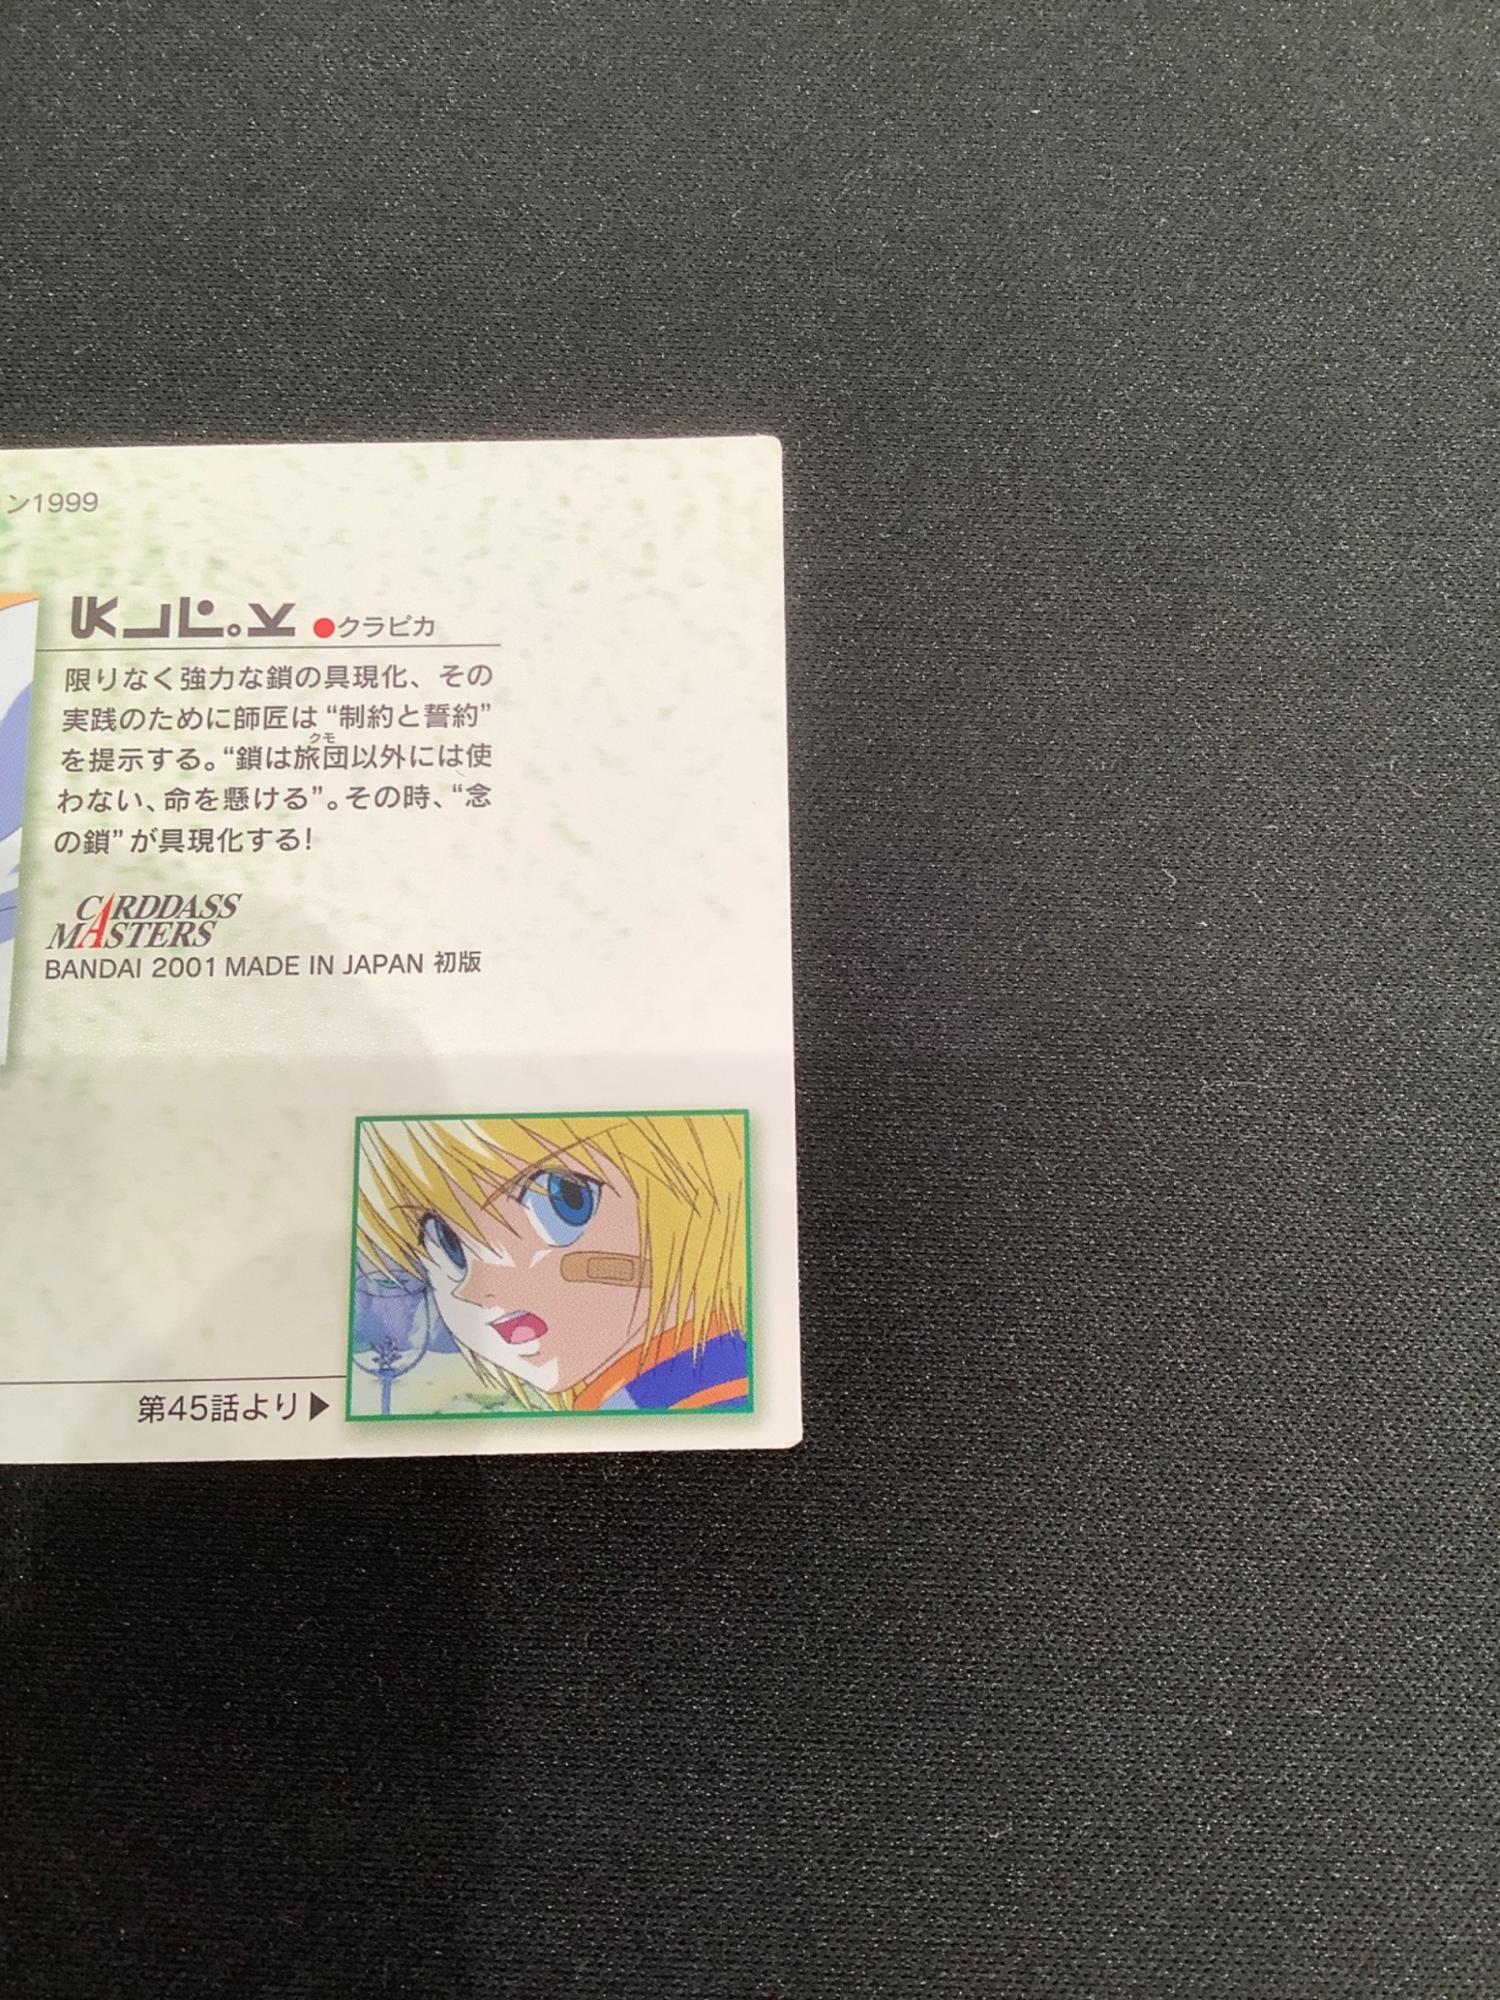 ン1999
●クラピカ
限りなく強力な鎖の具現化、その
実践のために師匠は“制約と誓約”
クモ
を提示する。“鎖は旅団以外には使
わない、命を懸ける”。その時、“念
の鎖”が具現化する!
CARDDASS
MASTERS
BANDAI 2001 MADE IN JAPAN 初版
第45話より▶